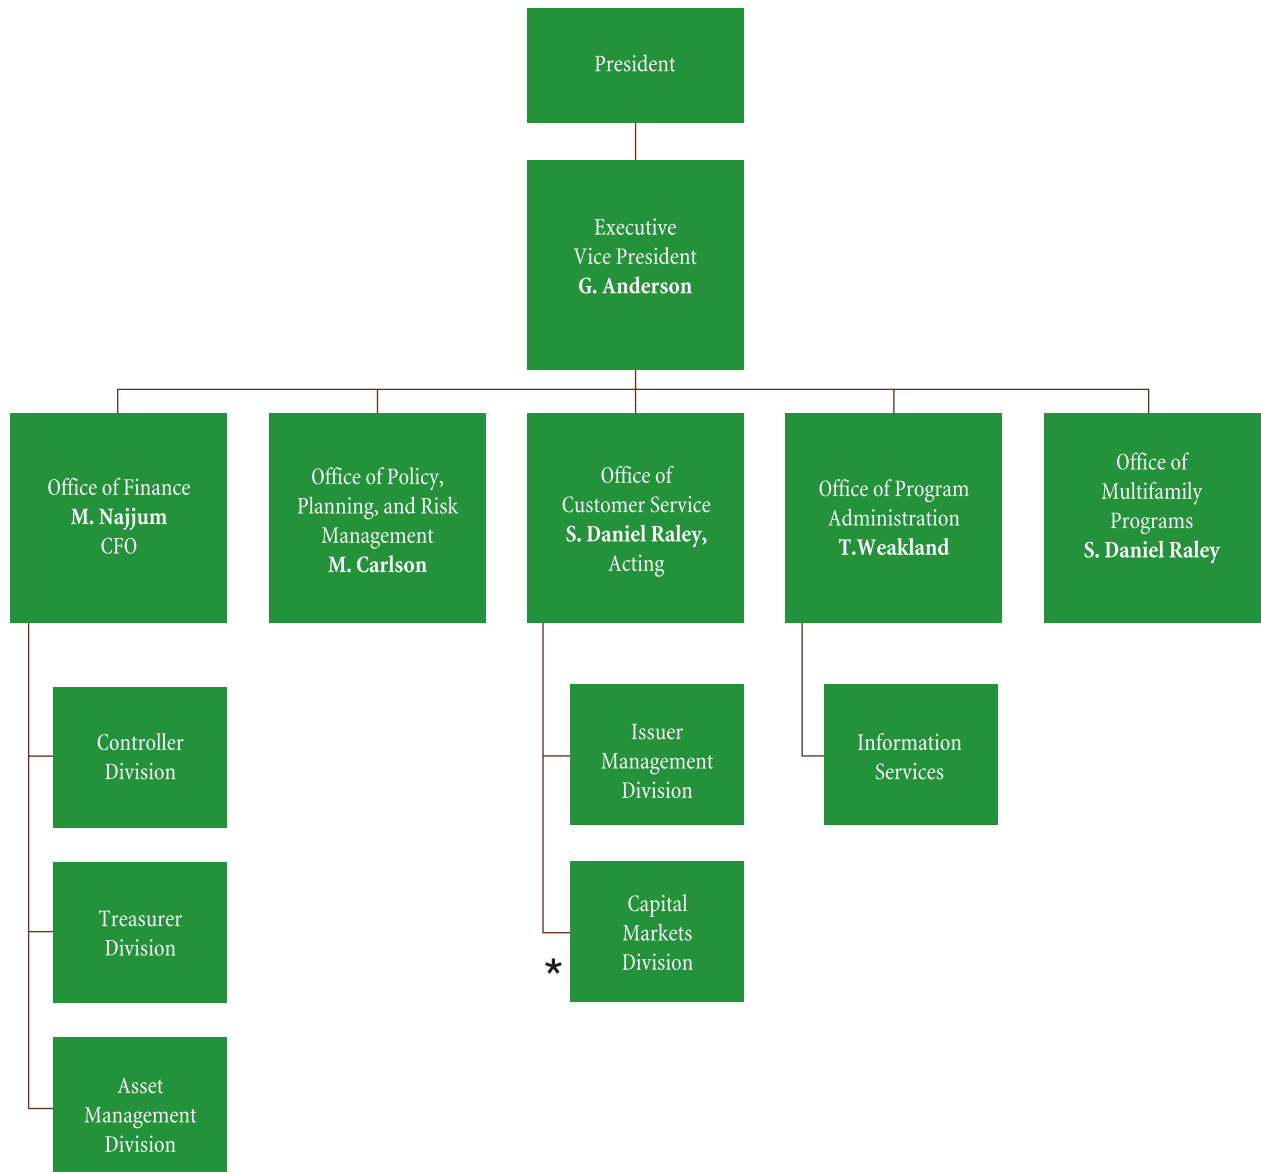 President
Executive
Vice President
G. Anderson
Office of Finance
M. Najjum
CFO
Office of Policy,
Planning, and Risk
Management
M. Carlson
Office of
Customer Service
S. Daniel Raley,
Acting
Office of Program
Administration
T.Weakland
Office of
Multifamily
Programs
S. Daniel Raley
Controller
Division
Treasurer
Division
Asset
Management
Division
Issuer
Management
Division
*
Capital
Markets
Division
Information
Services